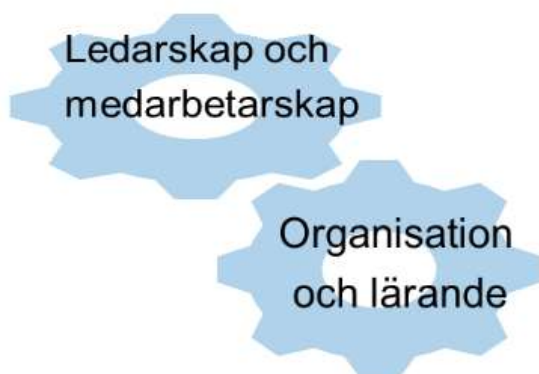 Ledarskap och
medarbetarskap
Organisation
och lärande